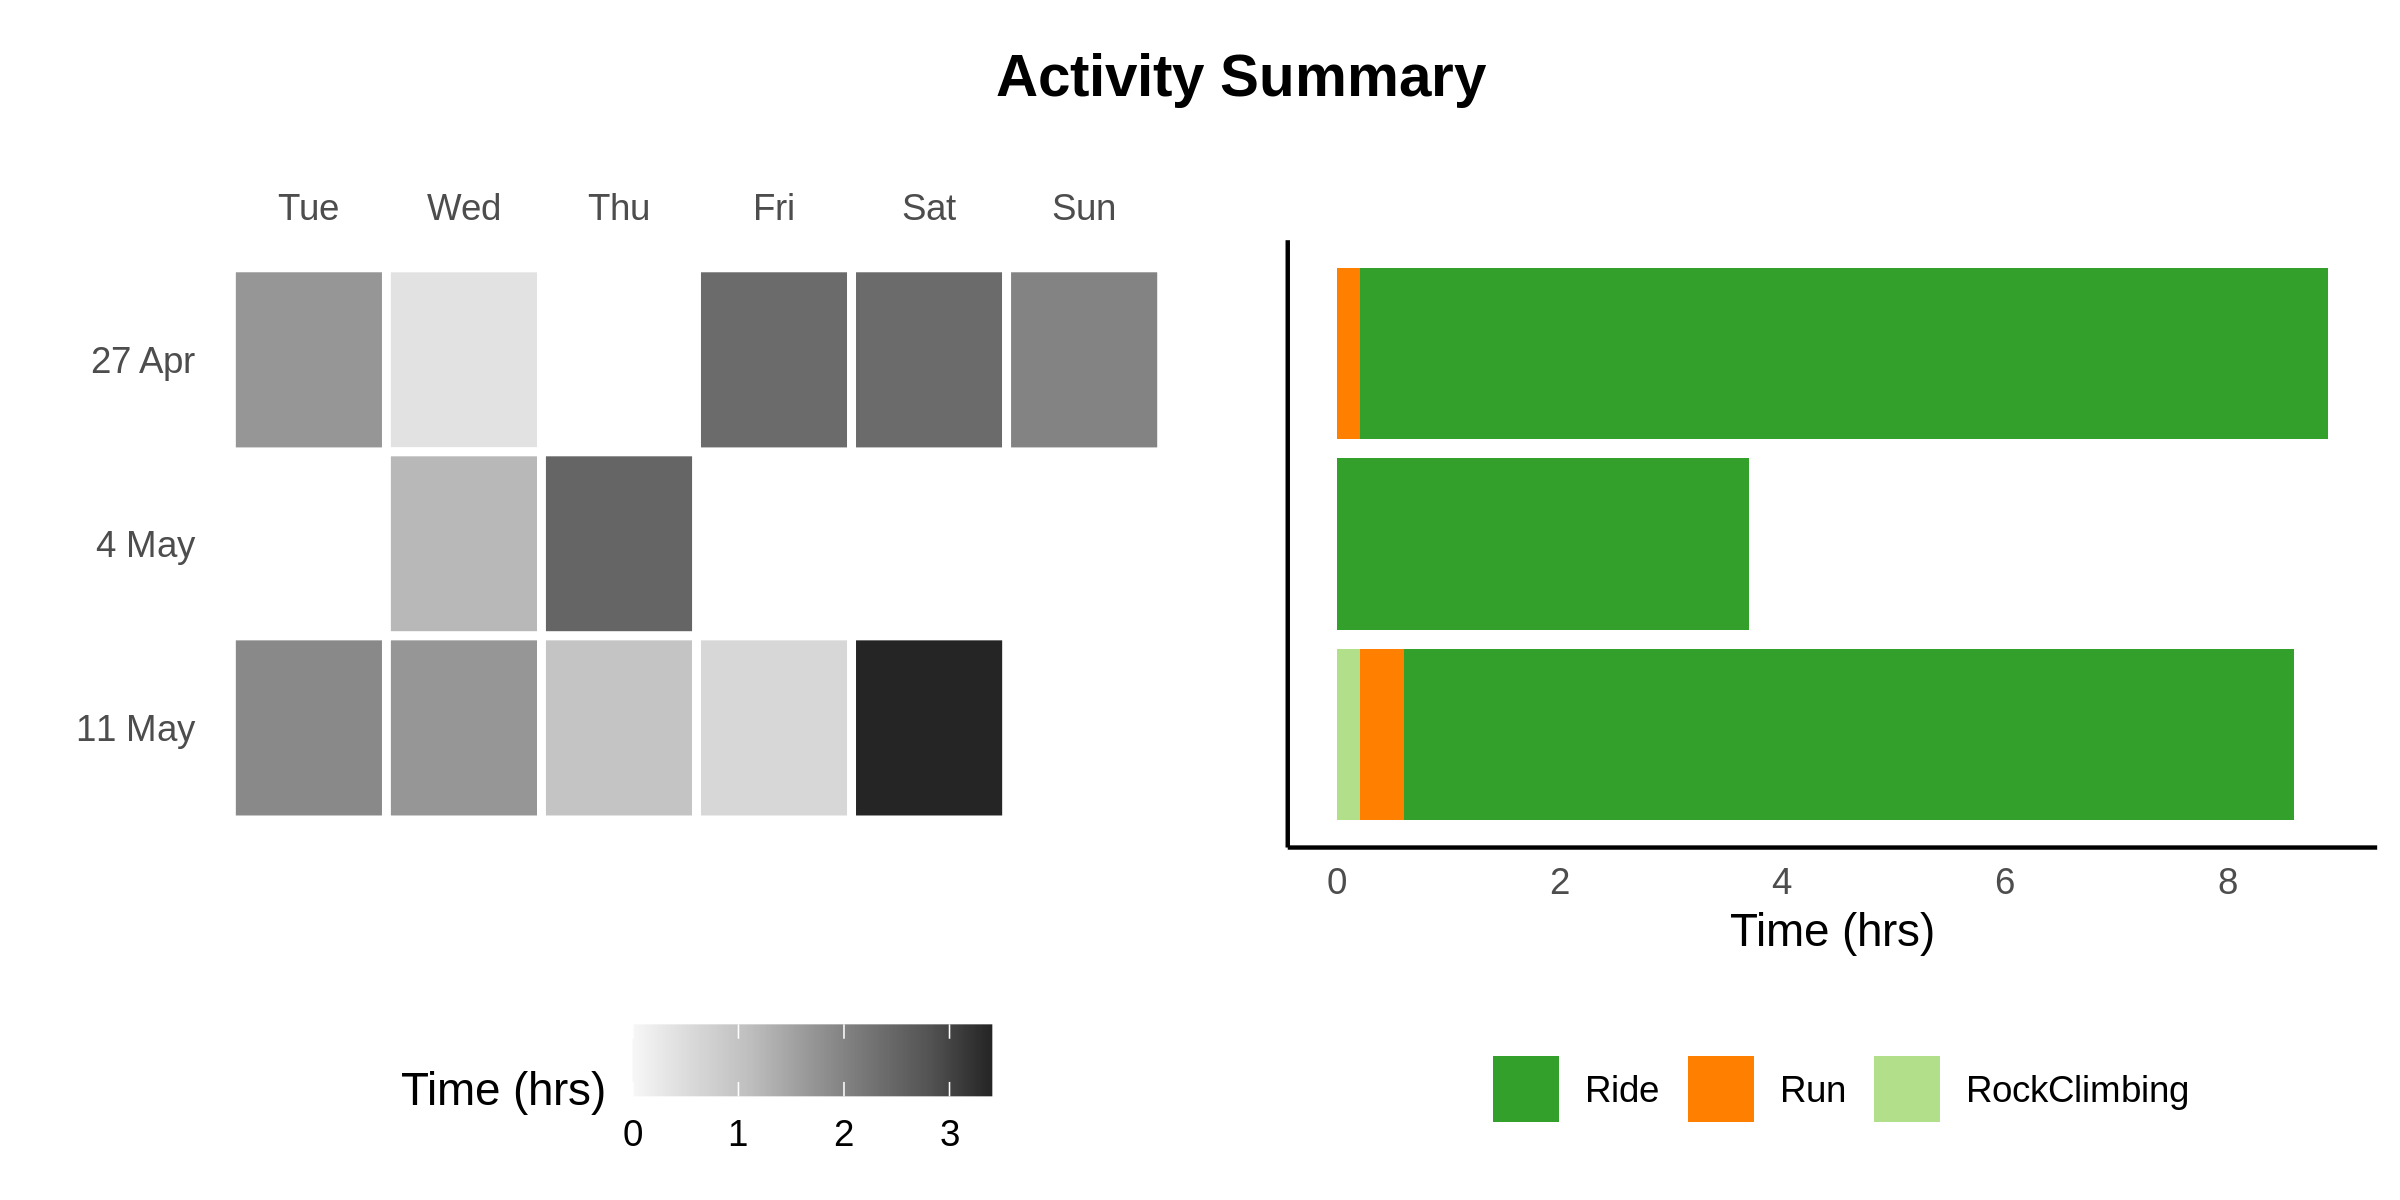 Activity Summary
Tue Wed Thu Fri Sat Sun
27 Apr
4 May
11 May
0 2 4 6 8
Time (hrs)
Time (hrs)
0 1 2 3
Ride Run RockClimbing